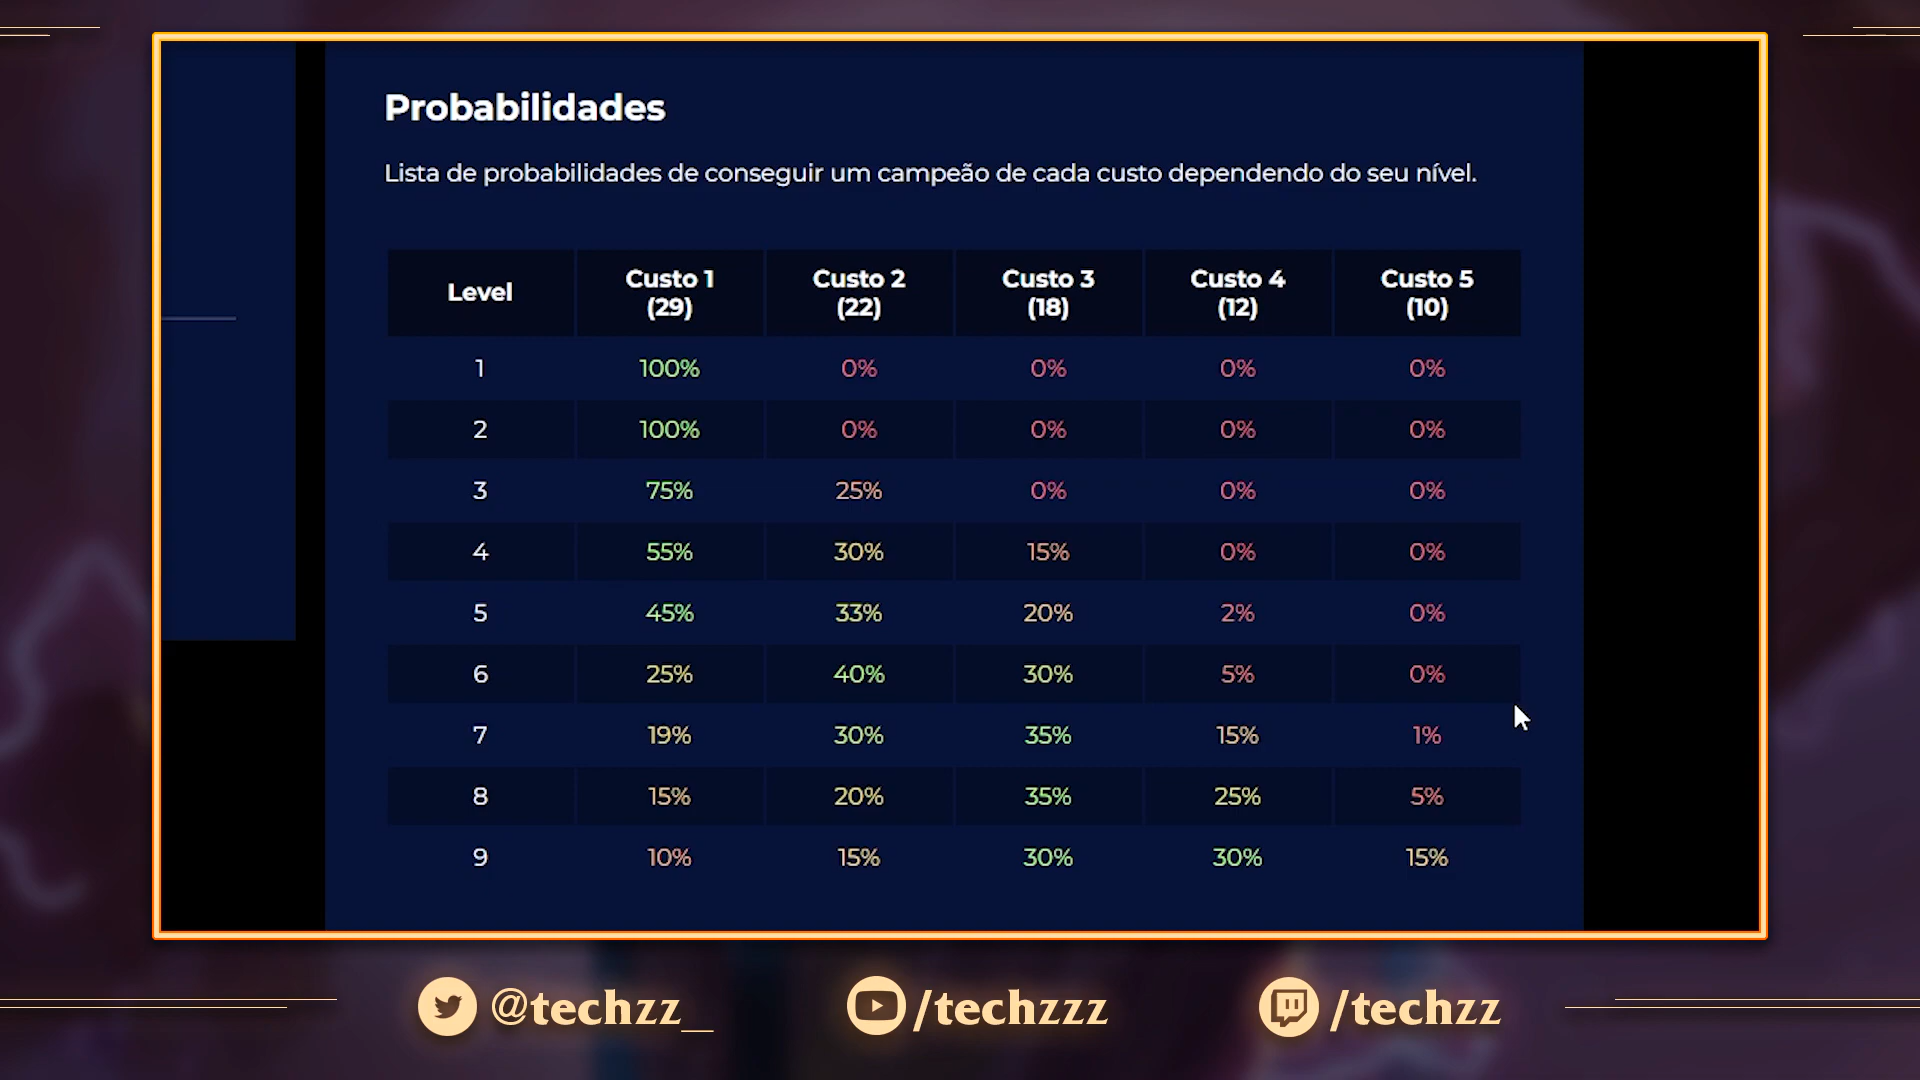 Probabilidades
Lista de probabilidades de conseguir um campeão de cada custo dependendo do seu nível.
Level Custo 1 (29) Custo 2 (22) Custo 3 (18) Custo 4 (12) Custo 5 (10)
1 100% 0% 0% 0% 0%
2 100% 0% 0% 0% 0%
3 75% 25% 0% 0% 0%
4 55% 30% 15% 0% 0%
5 45% 33% 20% 2% 0%
6 25% 40% 30% 5% 0%
7 19% 30% 35% 15% 1%
8 15% 20% 35% 25% 5%
9 10% 15% 30% 30% 15%
@techzz_ /techzzz /techzz